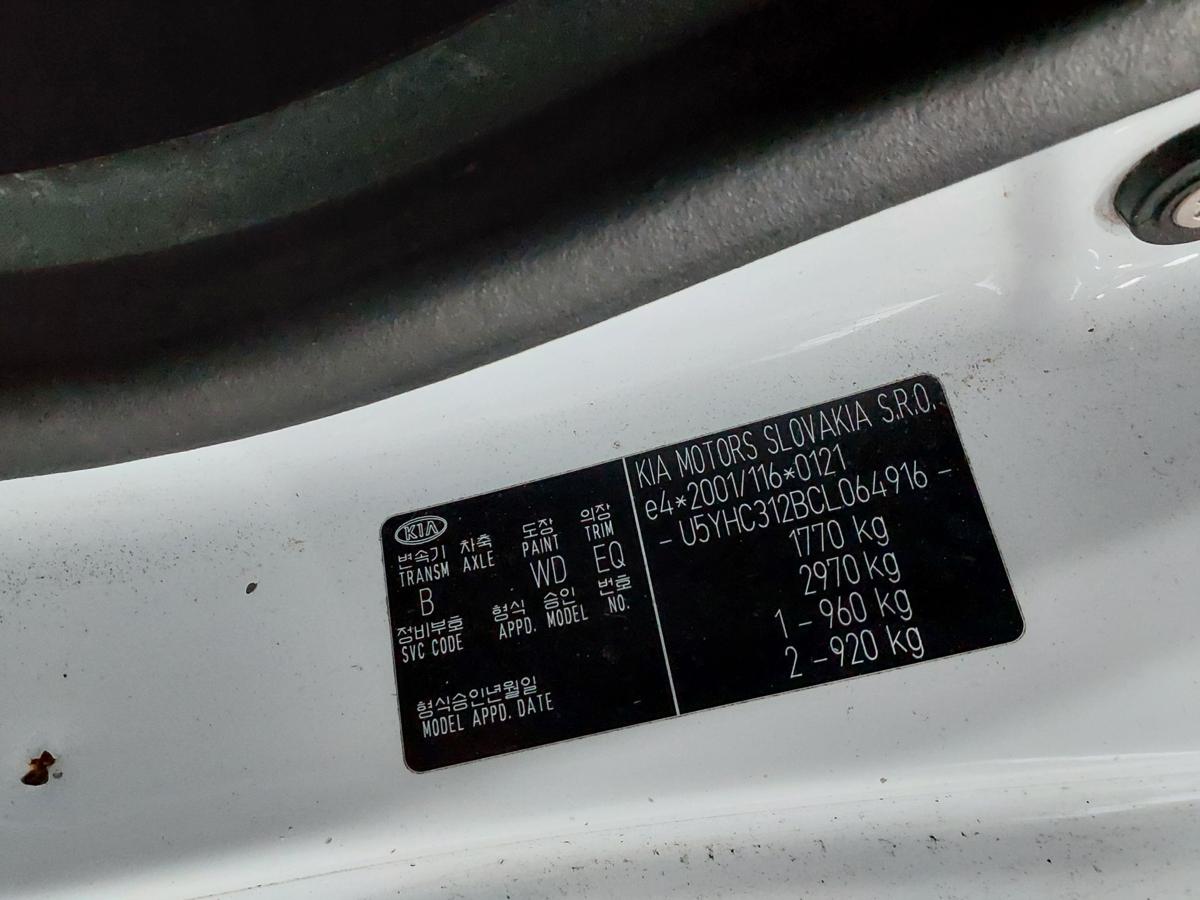 KIA
변속기 차축 도장 의장
TRANSM AXLE PAINT TRIM
B WD EQ
정비부호 형식 승인 번호
SVC CODE APPD. MODEL NO.
형식승인년월일
MODEL APPD. DATE
KIA MOTORS SLOVAKIA S.R.O.
e4*2001/116*0121
- U5YHC312BCL064916 -
1770 kg
2970 kg
1 - 960 kg
2 - 920 kg